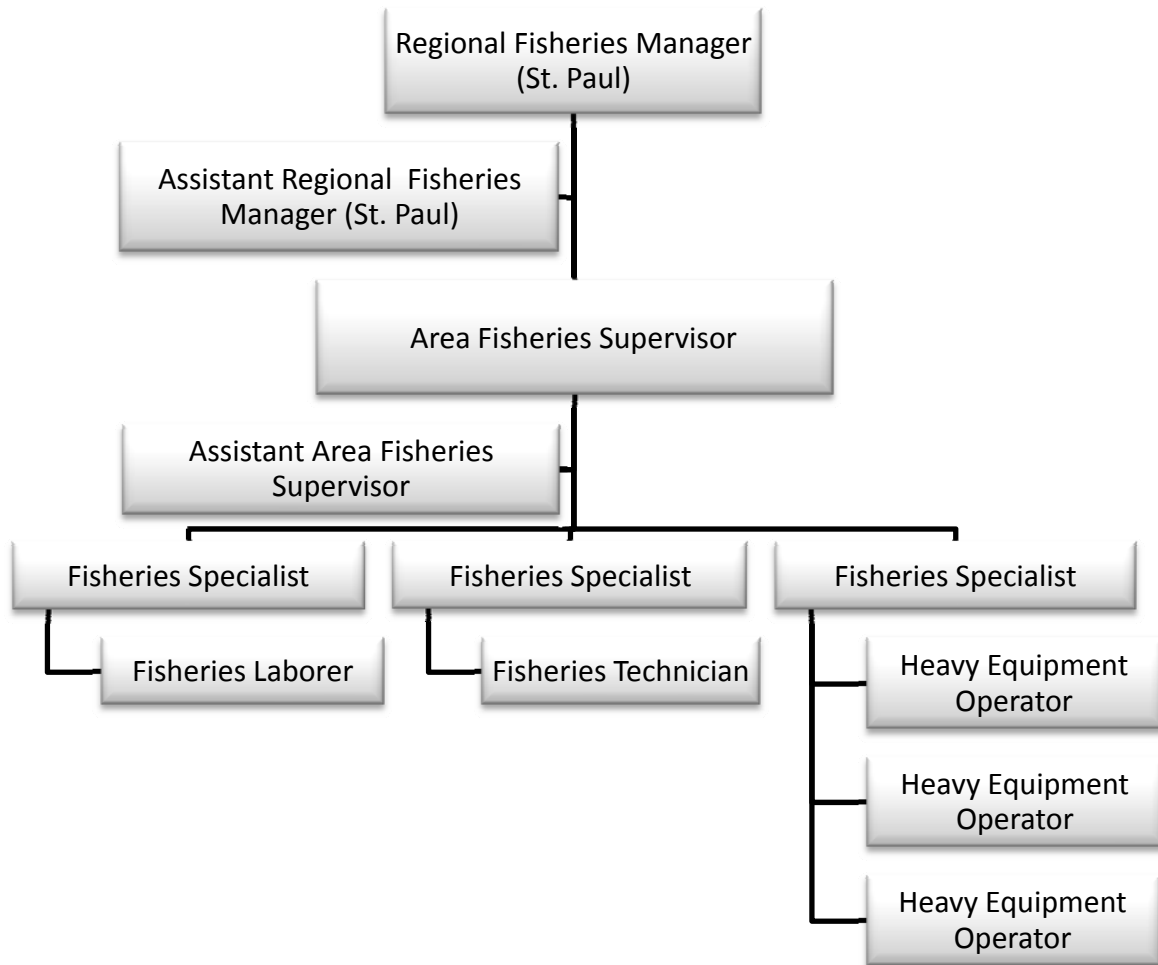 Regional Fisheries Manager
(St. Paul)
Assistant Regional Fisheries
Manager (St. Paul)
Area Fisheries Supervisor
Assistant Area Fisheries
Supervisor
Fisheries Specialist
Fisheries Laborer
Fisheries Specialist
Fisheries Technician
Fisheries Specialist
Heavy Equipment
Operator
Heavy Equipment
Operator
Heavy Equipment
Operator